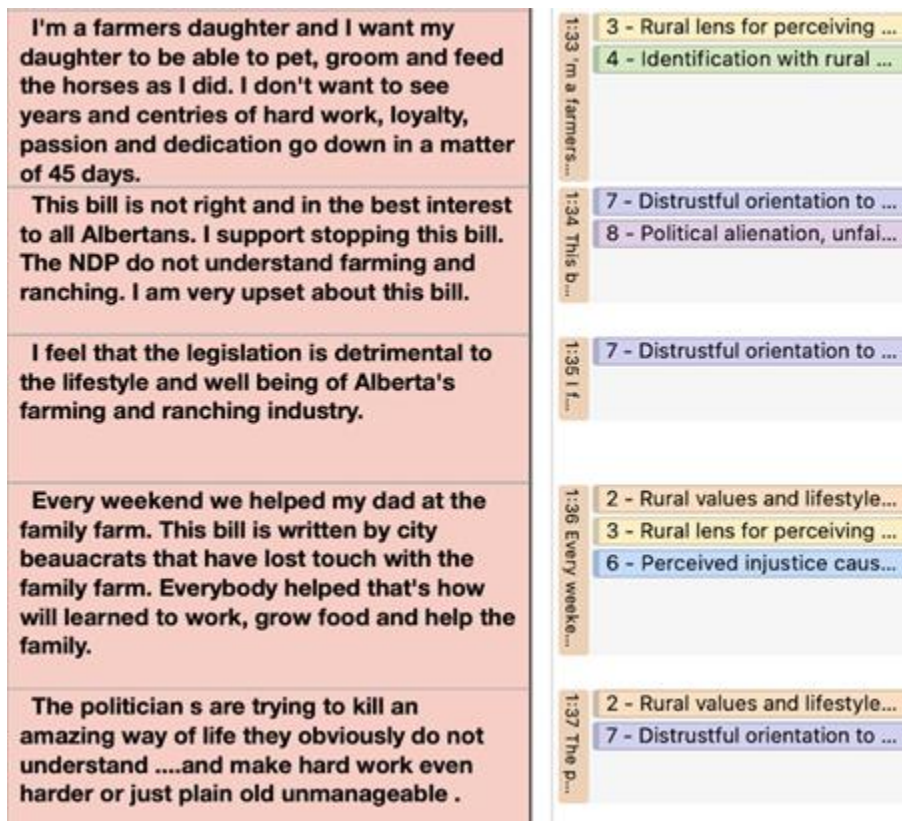 I'm a farmers daughter and I want my
daughter to be able to pet, groom and feed
the horses as I did. I don't want to see
years and centries of hard work, loyalty,
passion and dedication go down in a matter
of 45 days.
1:33 'm a farmers...
3 - Rural lens for perceiving ...
4 - Identification with rural ...
This bill is not right and in the best interest
to all Albertans. I support stopping this bill.
The NDP do not understand farming and
ranching. I am very upset about this bill.
1:34 This b...
7 - Distrustful orientation to ...
8 - Political alienation, unfai...
I feel that the legislation is detrimental to
the lifestyle and well being of Alberta's
farming and ranching industry.
1:35 I f...
7 - Distrustful orientation to ...
Every weekend we helped my dad at the
family farm. This bill is written by city
beauacrats that have lost touch with the
family farm. Everybody helped that's how
will learned to work, grow food and help the
family.
1:36 Every weeke...
2 - Rural values and lifestyle...
3 - Rural lens for perceiving ...
6 - Perceived injustice caus...
The politician s are trying to kill an
amazing way of life they obviously do not
understand ....and make hard work even
harder or just plain old unmanageable .
1:37 The p...
2 - Rural values and lifestyle...
7 - Distrustful orientation to ...